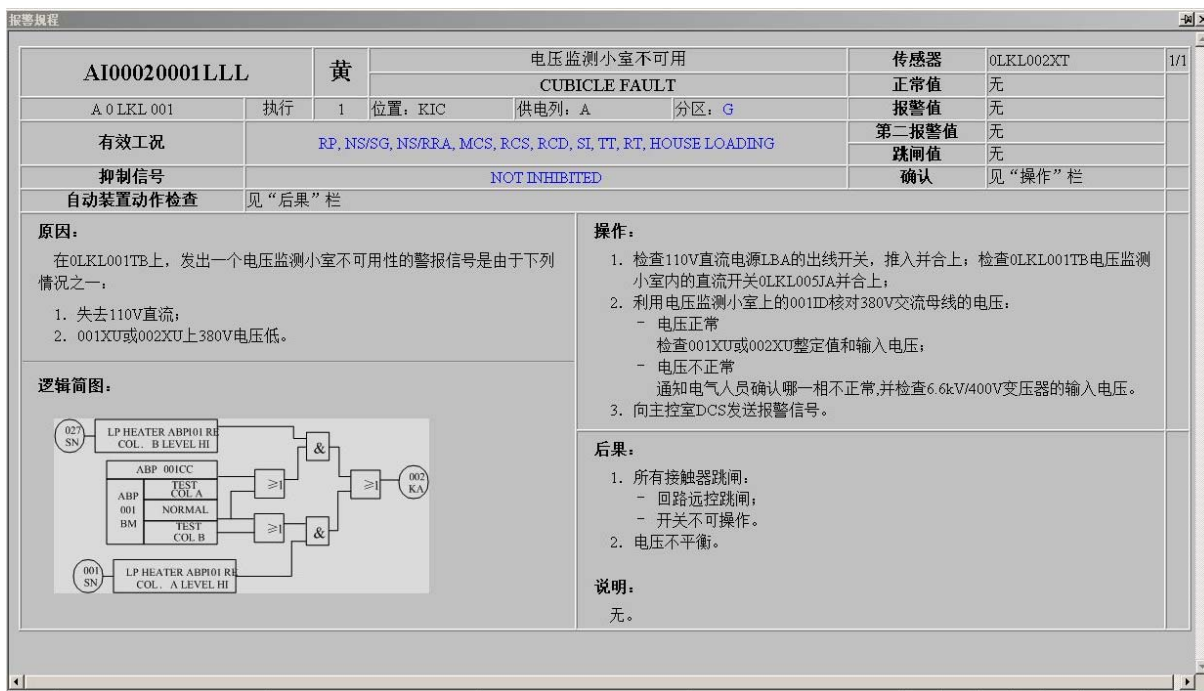 报警规程
AI00020001LLL 黄 电压监测小室不可用 传感器 0LKL002XT 1/1
CUBICLE FAULT 正常值 无
A 0 LKL 001 执行 1 位置：KIC 供电列：A 分区：G 报警值 无
有效工况 RP, NS/SG, NS/RRA, MCS, RCS, RCD, SI, TT, RT, HOUSE LOADING 第二报警值 无
跳闸值 无
抑制信号 NOT INHIBITED 确认 见“操作”栏
自动装置动作检查 见“后果”栏
原因：
在0LKL001TB上，发出一个电压监测小室不可用性的警报信号是由于下列
情况之一：
1. 失去110V直流；
2. 001XU或002XU上380V电压低。
逻辑简图：
027 SN
LP HEATER ABP101 RE
COL. B LEVEL HI
ABP 001CC
ABP 001 BM
TEST COL A
NORMAL
TEST COL B
≥1
≥1
&
&
≥1
002 KA
001 SN
LP HEATER ABP101 RE
COL. A LEVEL HI
操作：
1. 检查110V直流电源LBA的出线开关，推入并合上；检查0LKL001TB电压监测
小室内的直流开关0LKL005JA并合上；
2. 利用电压监测小室上的001ID核对380V交流母线的电压：
- 电压正常
检查001XU或002XU整定值和输入电压；
- 电压不正常
通知电气人员确认哪一相不正常,并检查6.6kV/400V变压器的输入电压。
3. 向主控室DCS发送报警信号。
后果：
1. 所有接触器跳闸：
- 回路远控跳闸；
- 开关不可操作。
2. 电压不平衡。
说明：
无。